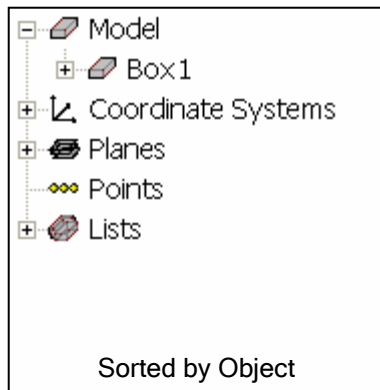 Model
Box1
Coordinate Systems
Planes
Points
Lists
Sorted by Object